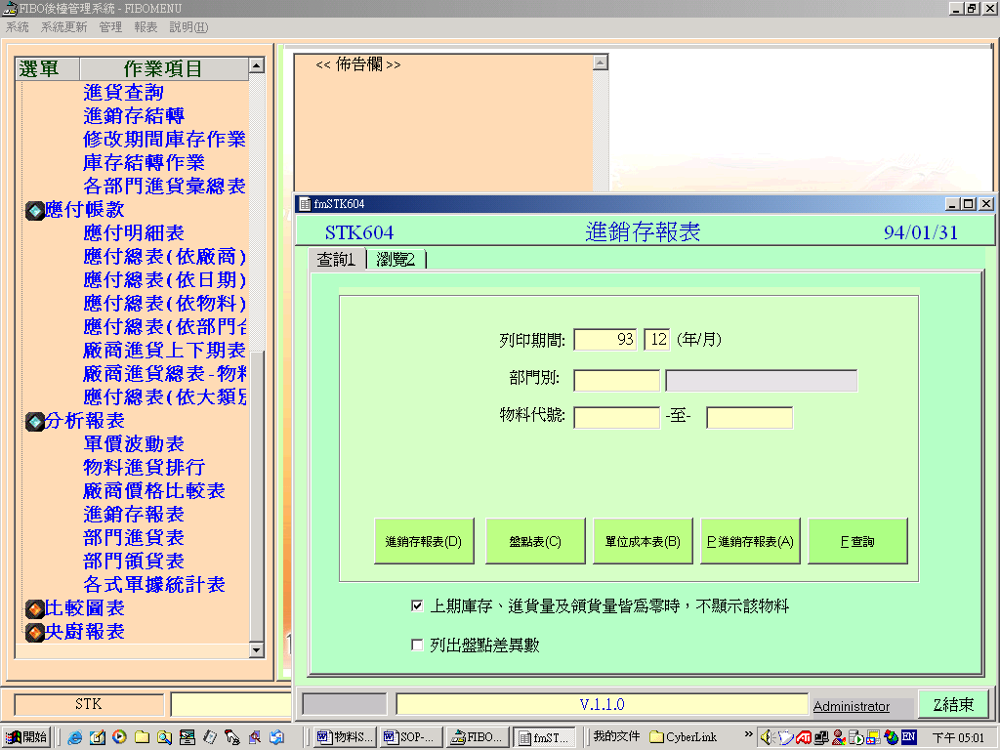 FIBO後檯管理系統 - FIBOMENU
系統 系統更新 管理 報表 說明(H)
選單 作業項目
進貨查詢
進銷存結轉
修改期間庫存作業
庫存結轉作業
各部門進貨彙總表
應付帳款
應付明細表
應付總表(依廠商)
應付總表(依日期)
應付總表(依物料)
應付總表(依部門合
廠商進貨上下期表
廠商進貨總表-物料
應付總表(依大類別
分析報表
單價波動表
物料進貨排行
廠商價格比較表
進銷存報表
部門進貨表
部門領貨表
各式單據統計表
比較圖表
央廚報表
STK
<< 佈告欄 >>
fmSTK604
STK604 進銷存報表 94/01/31
查詢1 瀏覽2
列印期間: 93 12 (年/月)
部門別:
物料代號: -至-
進銷存報表(D) 盤點表(C) 單位成本表(B) P進銷存報表(A) F查詢
上期庫存、進貨量及領貨量皆為零時，不顯示該物料
列出盤點差異數
V.1.1.0 Administrator Z結束
開始 物料S... SOP-... FIBO... fmST... 我的文件 CyberLink » EN 下午 05:01